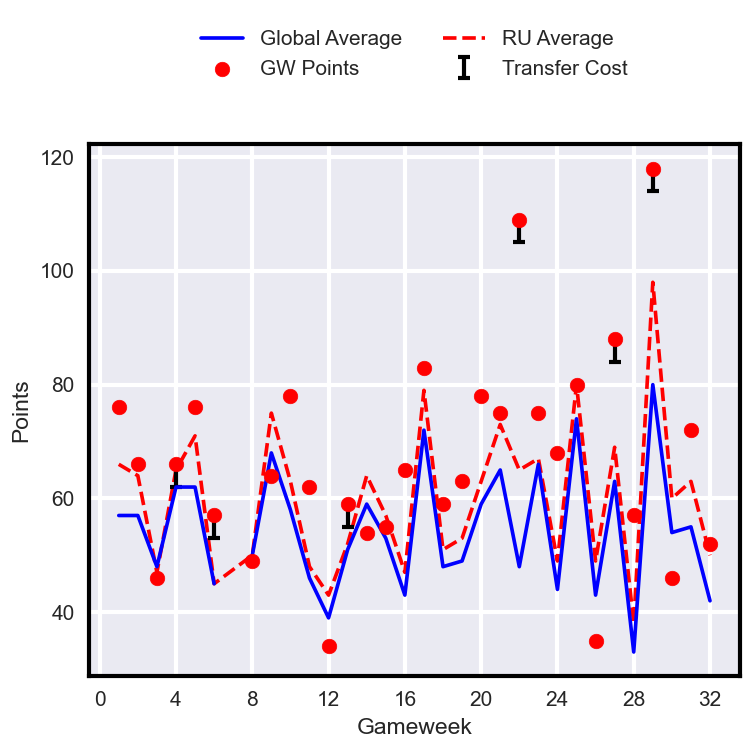 Global Average
RU Average
GW Points
Transfer Cost
120
100
80
60
40
Points
0 4 8 12 16 20 24 28 32
Gameweek